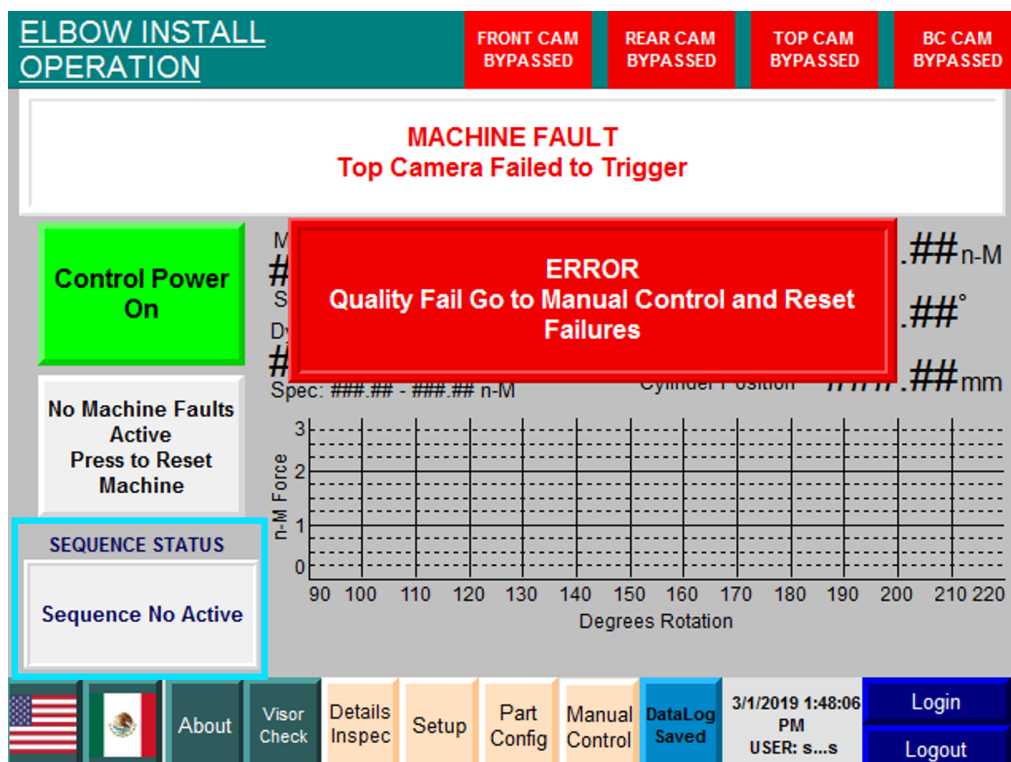 ELBOW INSTALL
OPERATION
FRONT CAM
BYPASSED
REAR CAM
BYPASSED
TOP CAM
BYPASSED
BC CAM
BYPASSED
MACHINE FAULT
Top Camera Failed to Trigger
Control Power
On
ERROR
Quality Fail Go to Manual Control and Reset
Failures
.## n-M
.##°
.## mm
Spec: ###.## - ###.## n-M
No Machine Faults
Active
Press to Reset
Machine
SEQUENCE STATUS
Sequence No Active
n-M Force
3
2
1
0
90 100 110 120 130 140 150 160 170 180 190 200 210 220
Degrees Rotation
About
Visor
Check
Details
Inspec
Setup
Part
Config
Manual
Control
DataLog
Saved
3/1/2019 1:48:06
PM
USER: s...s
Login
Logout